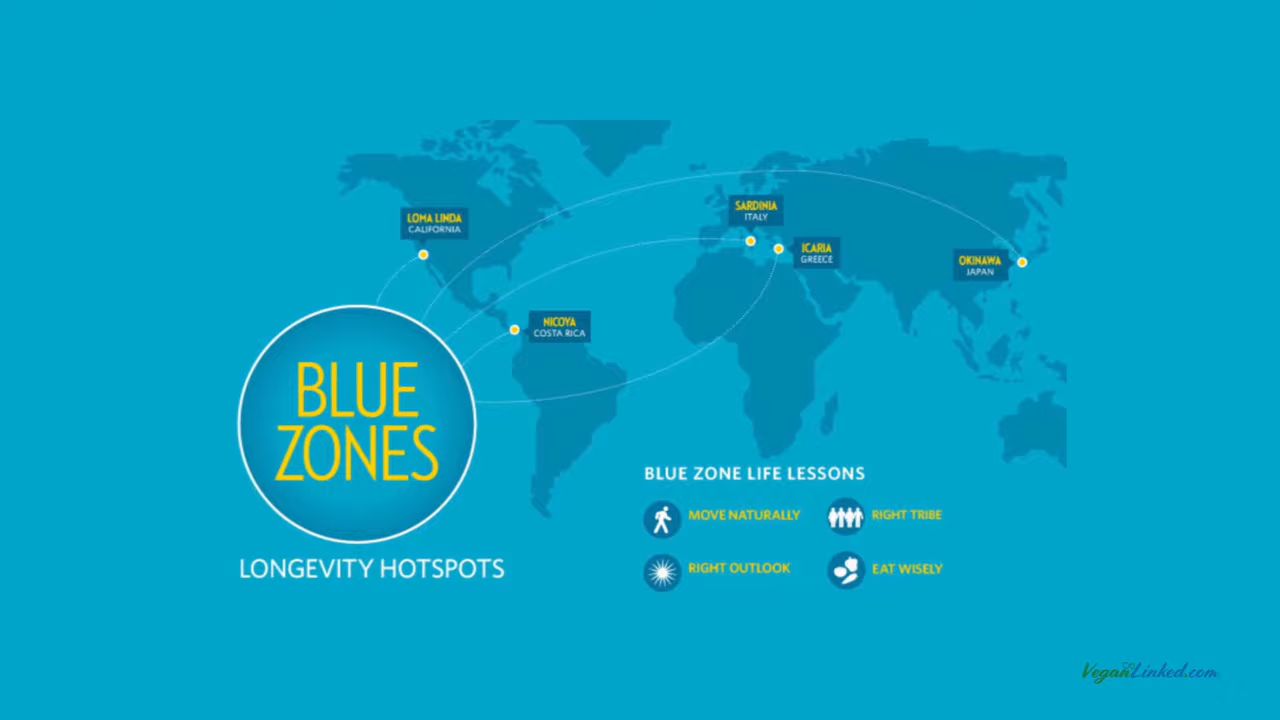 LOMA LINDA
CALIFORNIA
SARDINIA
ITALY
ICARIA
GREECE
OKINAWA
JAPAN
NICOYA
COSTA RICA
BLUE
ZONES
LONGEVITY HOTSPOTS
BLUE ZONE LIFE LESSONS
MOVE NATURALLY
RIGHT TRIBE
RIGHT OUTLOOK
EAT WISELY
VeganLinked.com